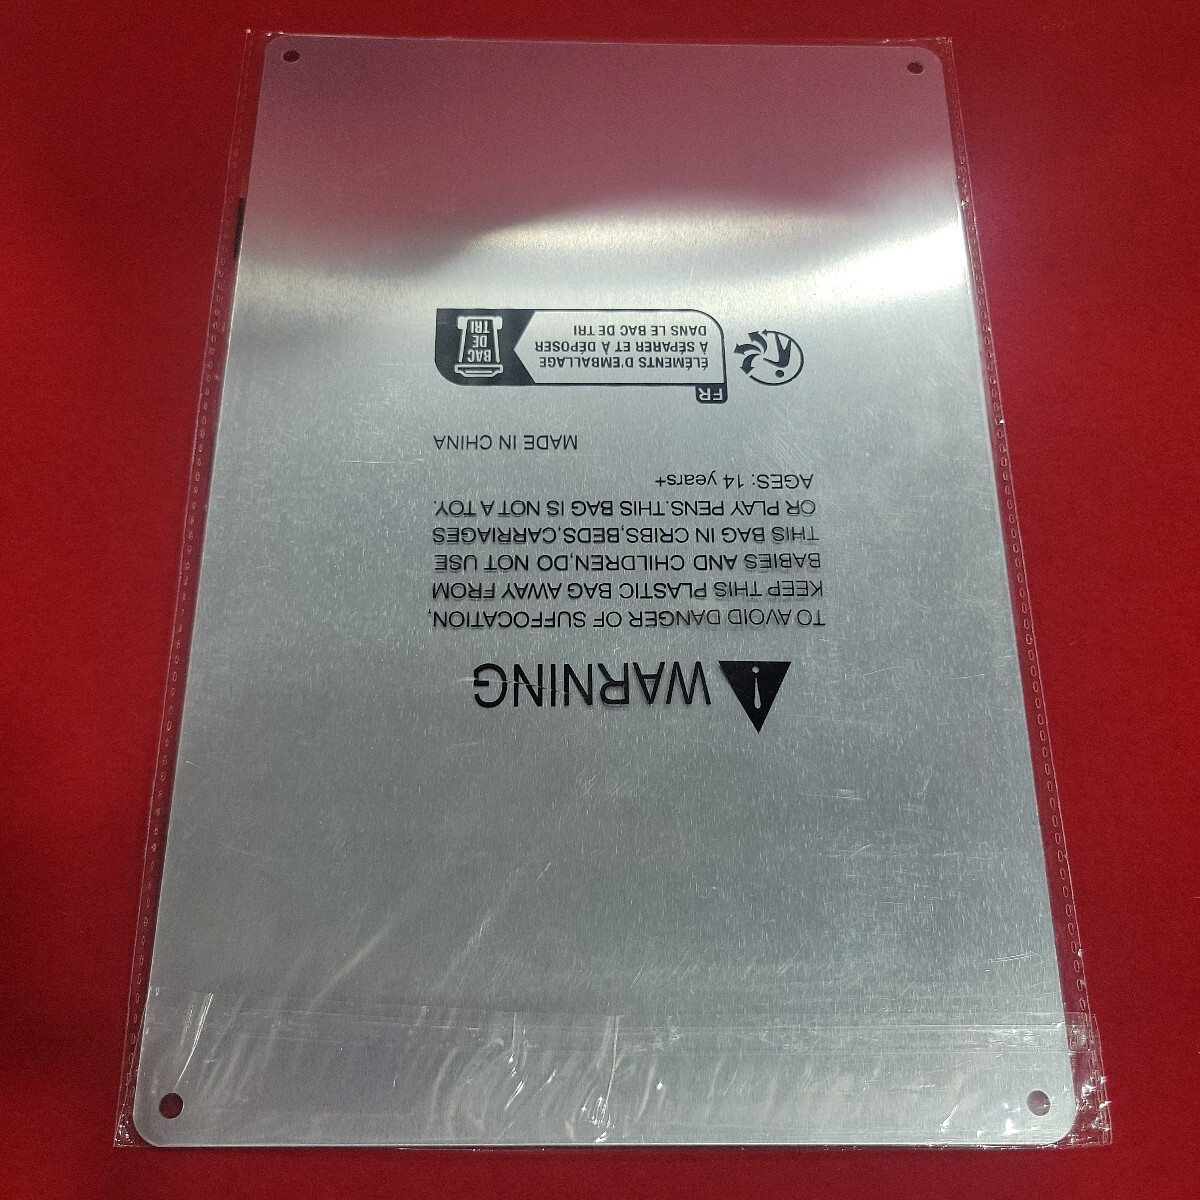 WARNING
TO AVOID DANGER OF SUFFOCATION,
KEEP THIS PLASTIC BAG AWAY FROM
BABIES AND CHILDREN,DO NOT USE
THIS BAG IN CRIBS,BEDS,CARRIAGES
OR PLAY PENS.THIS BAG IS NOT A TOY.
AGES: 14 years+
MADE IN CHINA
FR
ÉLÉMENTS D'EMBALLAGE
À SÉPARER ET À DÉPOSER
DANS LE BAC DE TRI
BAC
DE
TRI